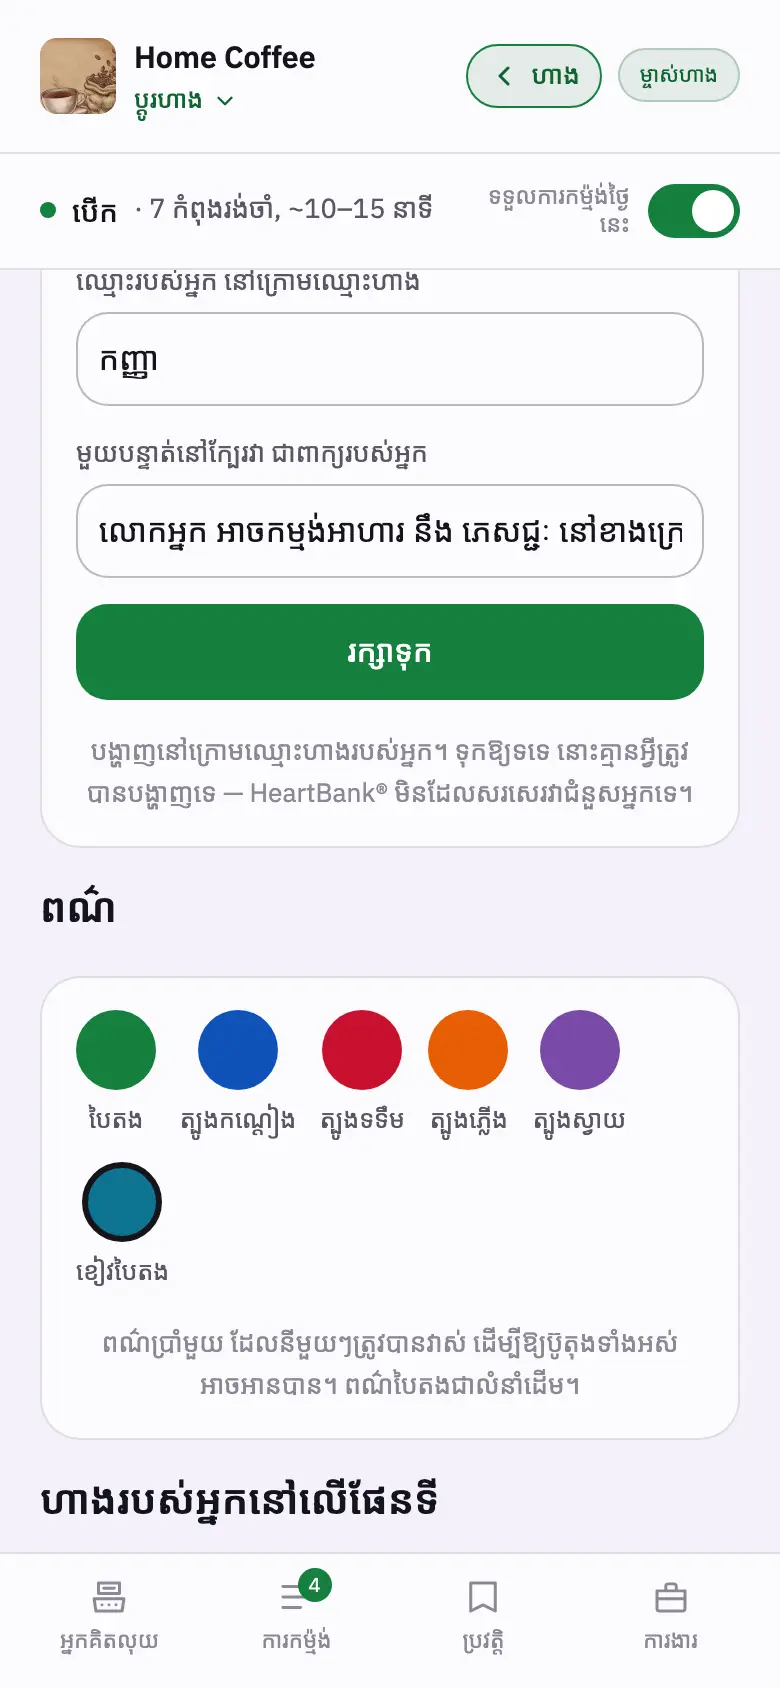 Home Coffee
ប្ដូរហាង
ហាង
ម្ចាស់ហាង
បើក · 7 កំពុងរង់ចាំ, ~10–15 នាទី
ទទួលការកម្ម៉ង់ថ្ងៃ
នេះ
ឈ្មោះរបស់អ្នក នៅក្រោមឈ្មោះហាង
កញ្ញា
មួយបន្ទាត់នៅក្បែរវា ជាពាក្យរបស់អ្នក
លោកអ្នក អាចកម្មង់អាហារ នឹង ភេសជ្ជៈ នៅខាងក្រេ
រក្សាទុក
បង្ហាញនៅក្រោមឈ្មោះហាងរបស់អ្នក។ ទុកឱ្យទទេ នោះគ្មានអ្វីត្រូវ
បានបង្ហាញទេ — HeartBank® មិនដែលសរសេរវាជំនួសអ្នកទេ។
ពណ៌
បៃតង
ត្បូងកណ្ដៀង
ត្បូងទទឹម
ត្បូងភ្លើង
ត្បូងស្វាយ
ខៀវបៃតង
ពណ៌ប្រាំមួយ ដែលនីមួយៗត្រូវបានវាស់ ដើម្បីឱ្យប៊ូតុងទាំងអស់
អាចអានបាន។ ពណ៌បៃតងជាលំនាំដើម។
ហាងរបស់អ្នកនៅលើផែនទី
4
អ្នកគិតលុយ
ការកម្ម៉ង់
ប្រវត្តិ
ការងារ